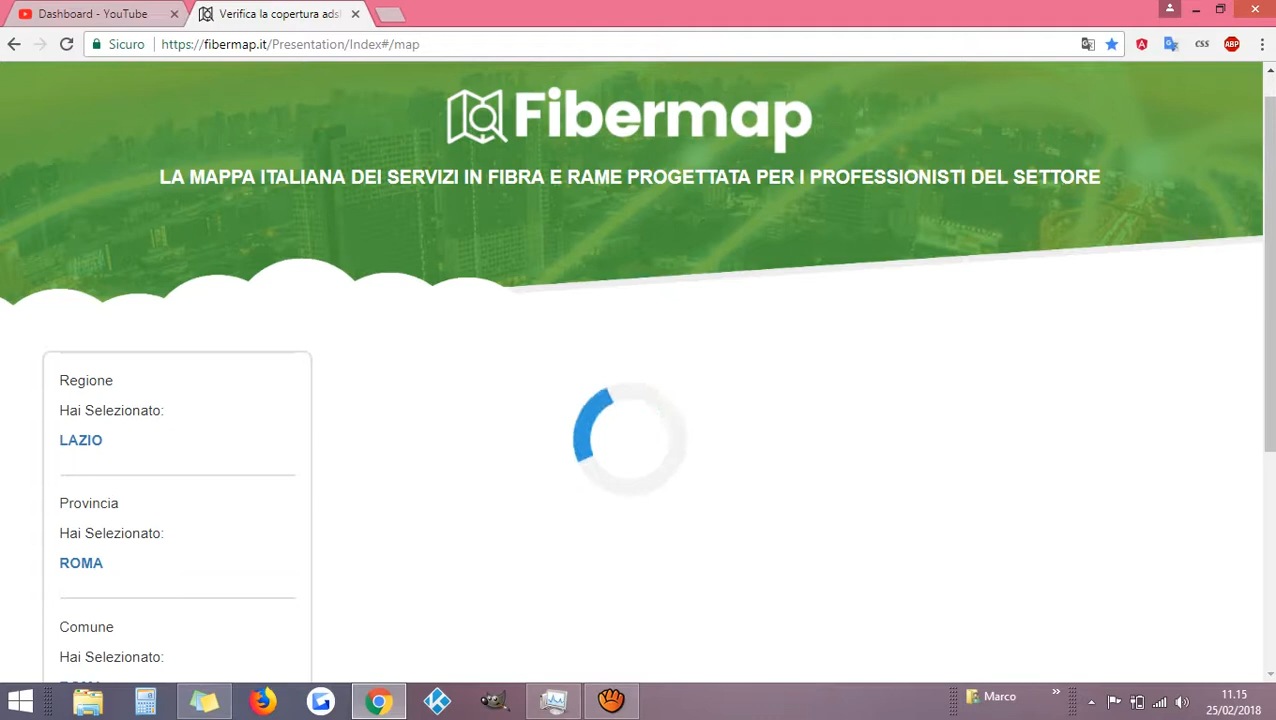 Dashboard - YouTube
Verifica la copertura ads
Sicuro
https://fibermap.it/Presentation/Index#/map
CSS
ABP
Fibermap
LA MAPPA ITALIANA DEI SERVIZI IN FIBRA E RAME PROGETTATA PER I PROFESSIONISTI DEL SETTORE
Regione
Hai Selezionato:
LAZIO
Provincia
Hai Selezionato:
ROMA
Comune
Hai Selezionato:
Marco
11.15
25/02/2018